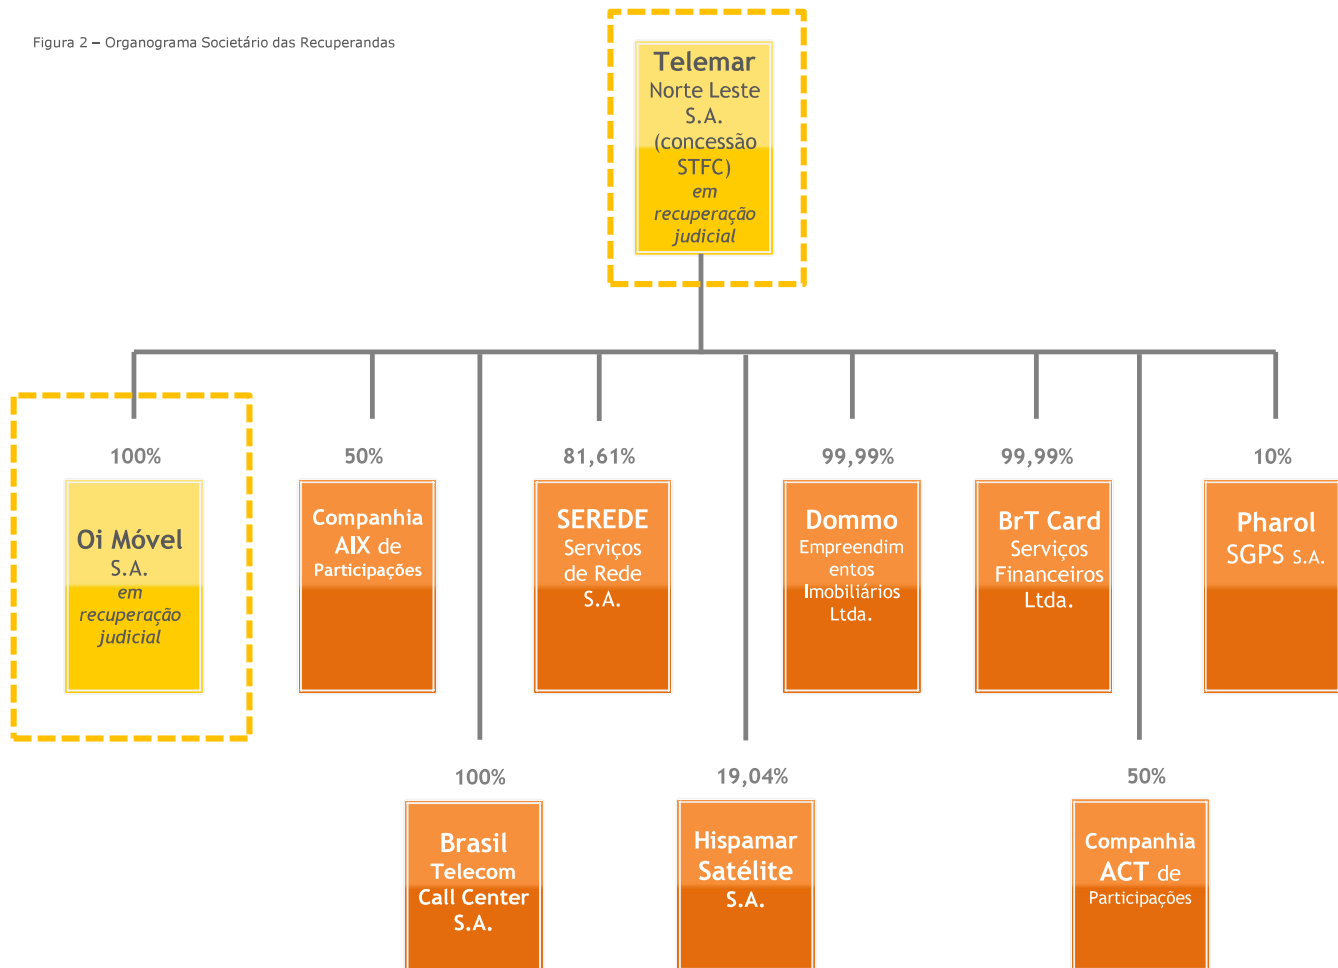 Figura 2 – Organograma Societário das Recuperandas
Telemar
Norte Leste
S.A.
(concessão
STFC)
em
recuperação
judicial
100%
Oi Móvel
S.A.
em
recuperação
judicial
50%
Companhia
AIX de
Participações
81,61%
SEREDE
Serviços
de Rede
S.A.
99,99%
Dommo
Empreendim
entos
Imobiliários
Ltda.
99,99%
BrT Card
Serviços
Financeiros
Ltda.
10%
Pharol
SGPS S.A.
100%
Brasil
Telecom
Call Center
S.A.
19,04%
Hispamar
Satélite
S.A.
50%
Companhia
ACT de
Participações